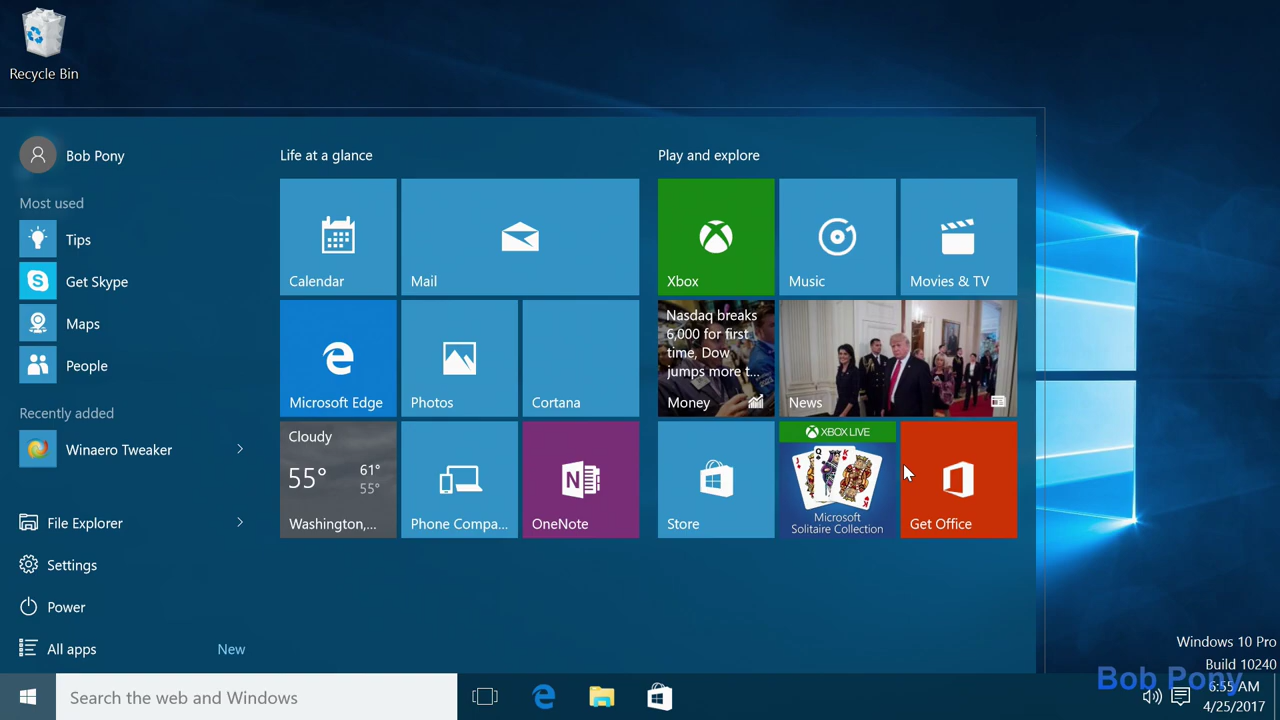 Recycle Bin
Bob Pony
Most used
Tips
Get Skype
Maps
People
Recently added
Winaero Tweaker
File Explorer
Settings
Power
All apps
New
Life at a glance
Calendar
Mail
Microsoft Edge
Photos
Cortana
Cloudy
55°
61°
55°
Washington,...
Phone Compa...
OneNote
Play and explore
Xbox
Music
Movies & TV
Nasdaq breaks
6,000 for first
time, Dow
jumps more t...
Money
News
Store
XBOX LIVE
Microsoft
Solitaire Collection
Get Office
Windows 10 Pro
Build 10240
Bob Pony
Search the web and Windows
6:55 AM
4/25/2017